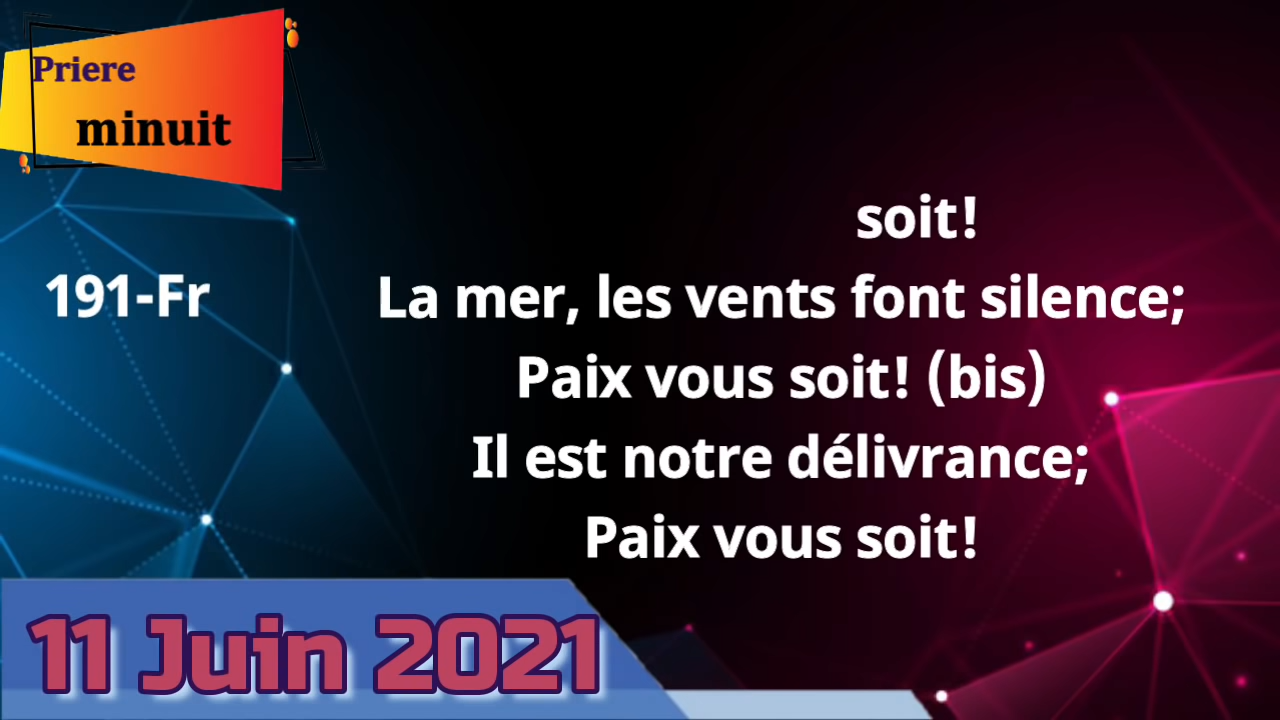 Priere
minuit
soit!
191-Fr
La mer, les vents font silence;
Paix vous soit! (bis)
Il est notre délivrance;
Paix vous soit!
11 Juin 2021